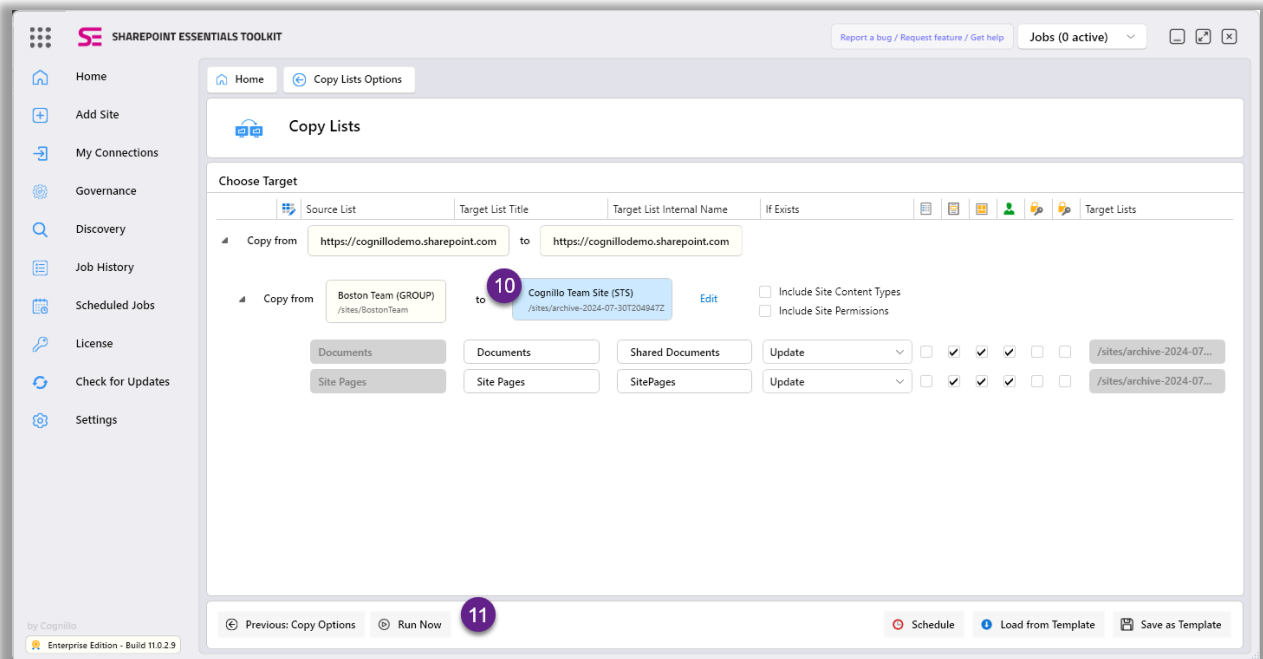 SE SHAREPOINT ESSENTIALS TOOLKIT
Report a bug / Request feature / Get help
Jobs (0 active)
Home
Add Site
My Connections
Governance
Discovery
Job History
Scheduled Jobs
License
Check for Updates
Settings
by Cognillo
Enterprise Edition - Build 11.0.2.9
Home
Copy Lists Options
Copy Lists
Choose Target
Source List Target List Title Target List Internal Name If Exists Target Lists
Copy from https://cognillodemo.sharepoint.com to https://cognillodemo.sharepoint.com
Copy from Boston Team (GROUP) to 10 Cognillo Team Site (STS) Edit
/sites/BostonTeam /sites/archive-2024-07-30T204947Z
Include Site Content Types
Include Site Permissions
Documents Documents Shared Documents Update /sites/archive-2024-07...
Site Pages Site Pages SitePages Update /sites/archive-2024-07...
Previous: Copy Options Run Now 11 Schedule Load from Template Save as Template